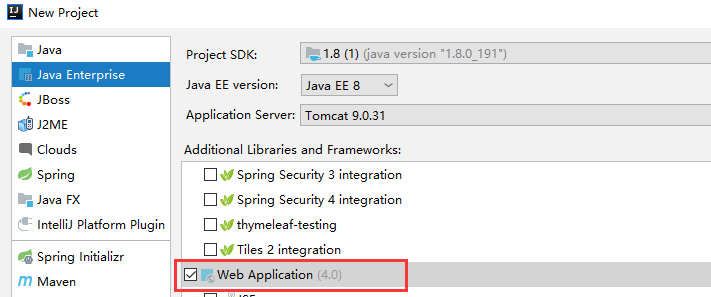 New Project
Java
Java Enterprise
JBoss
J2ME
Clouds
Spring
Java FX
IntelliJ Platform Plugin
Spring Initializr
Maven
Project SDK: 1.8 (1) (java version "1.8.0_191")
Java EE version: Java EE 8
Application Server: Tomcat 9.0.31
Additional Libraries and Frameworks:
Spring Security 3 integration
Spring Security 4 integration
thymeleaf-testing
Tiles 2 integration
Web Application (4.0)